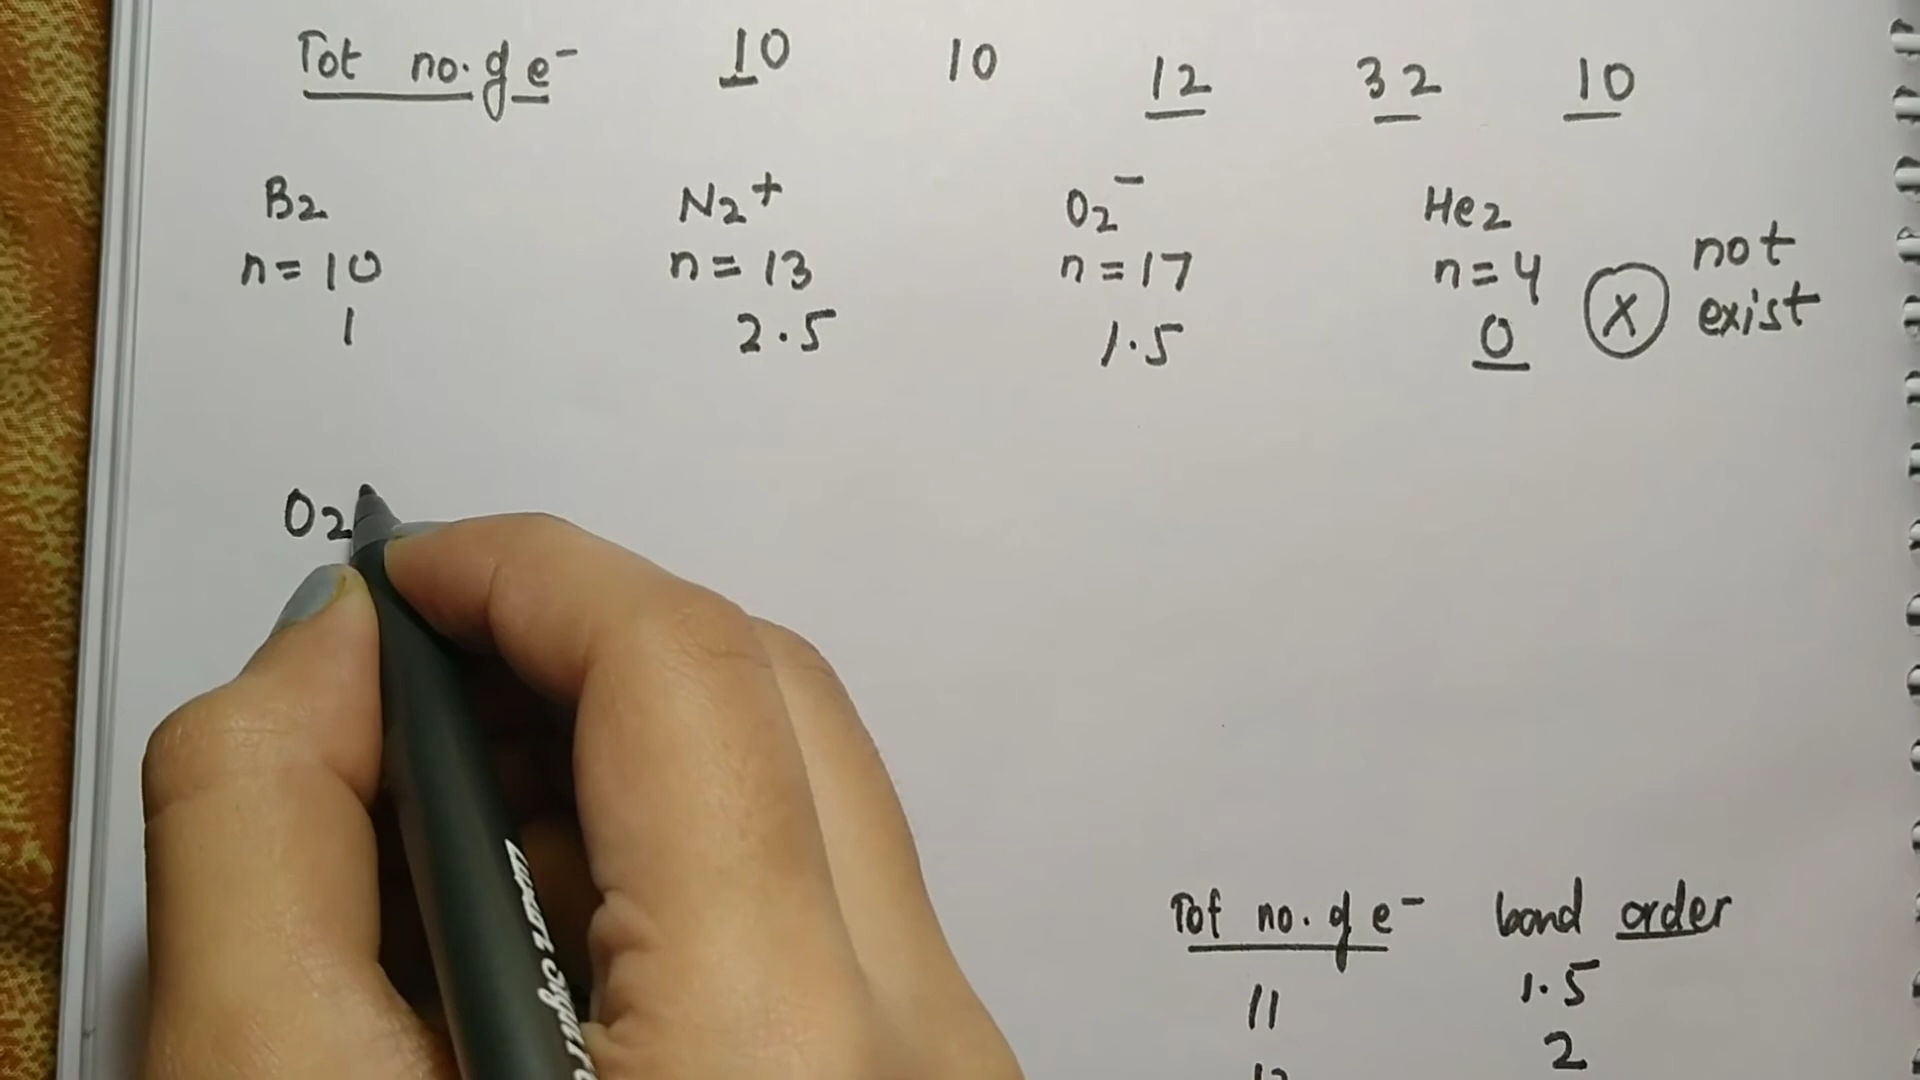 Tot no. of e⁻ 10 10 12 32 10
B₂ N₂⁺ O₂⁻ He₂
n = 10 n = 13 n = 17 n = 4 X not exist
1 2.5 1.5 0
O₂
Tot no. of e⁻ bond order
11 1.5
2